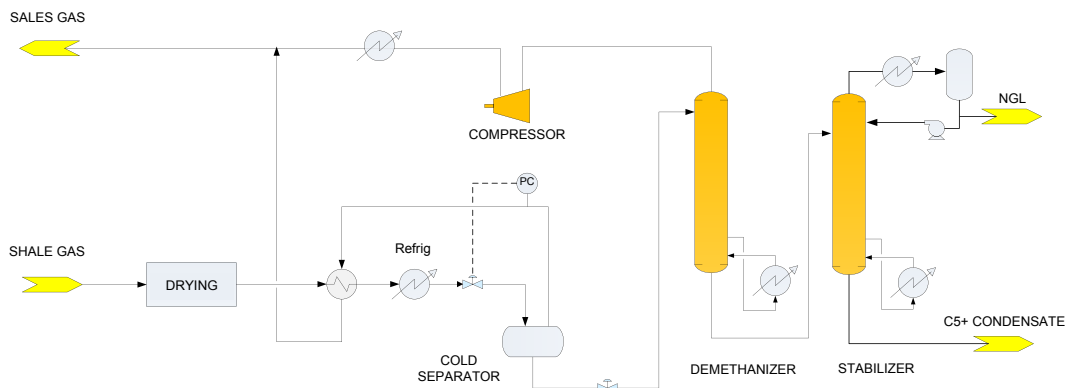 SALES GAS
NGL
COMPRESSOR
PC
SHALE GAS
Refrig
DRYING
C5+ CONDENSATE
COLD
SEPARATOR
DEMETHANIZER
STABILIZER